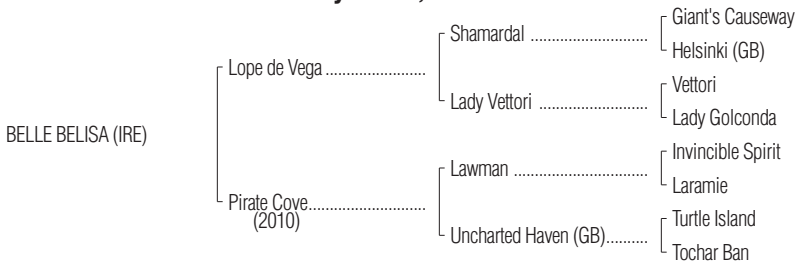 Giant's Causeway
Shamardal ..........................
Helsinki (GB)
Lope de Vega ......................
Vettori
Lady Vettori ........................
Lady Golconda
BELLE BELISA (IRE)
Invincible Spirit
Lawman ..............................
Laramie
Pirate Cove..........................
(2010)
Turtle Island
Uncharted Haven (GB).........
Tochar Ban